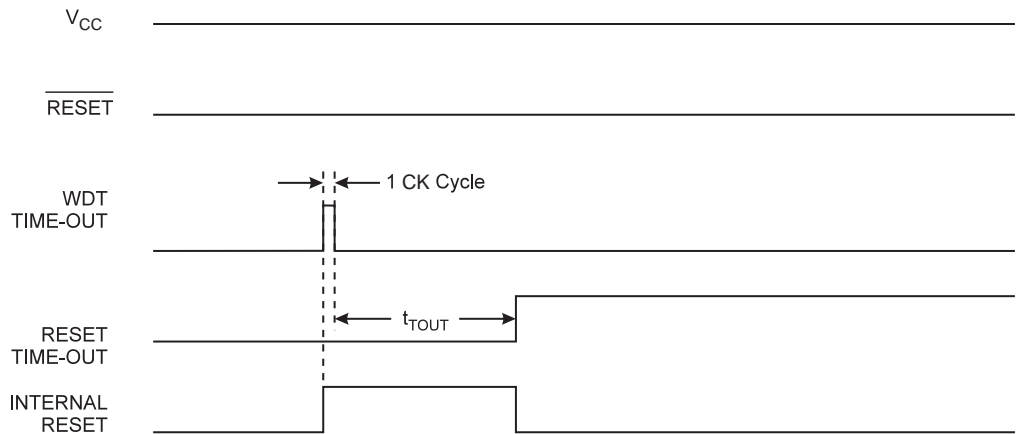 VCC
RESET
1 CK Cycle
WDT
TIME-OUT
tTOUT
RESET
TIME-OUT
INTERNAL
RESET